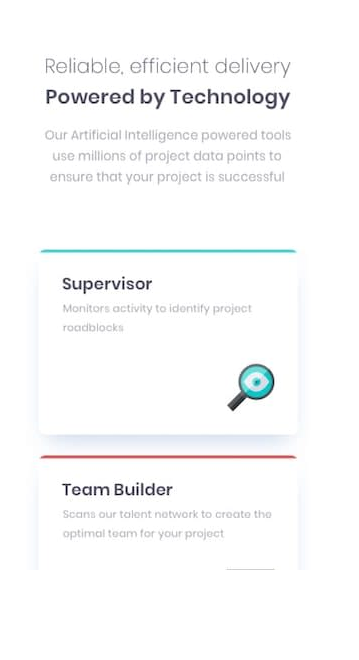 Reliable, efficient delivery
Powered by Technology
Our Artificial Intelligence powered tools
use millions of project data points to
ensure that your project is successful
Supervisor
Monitors activity to identify project
roadblocks
Team Builder
Scans our talent network to create the
optimal team for your project